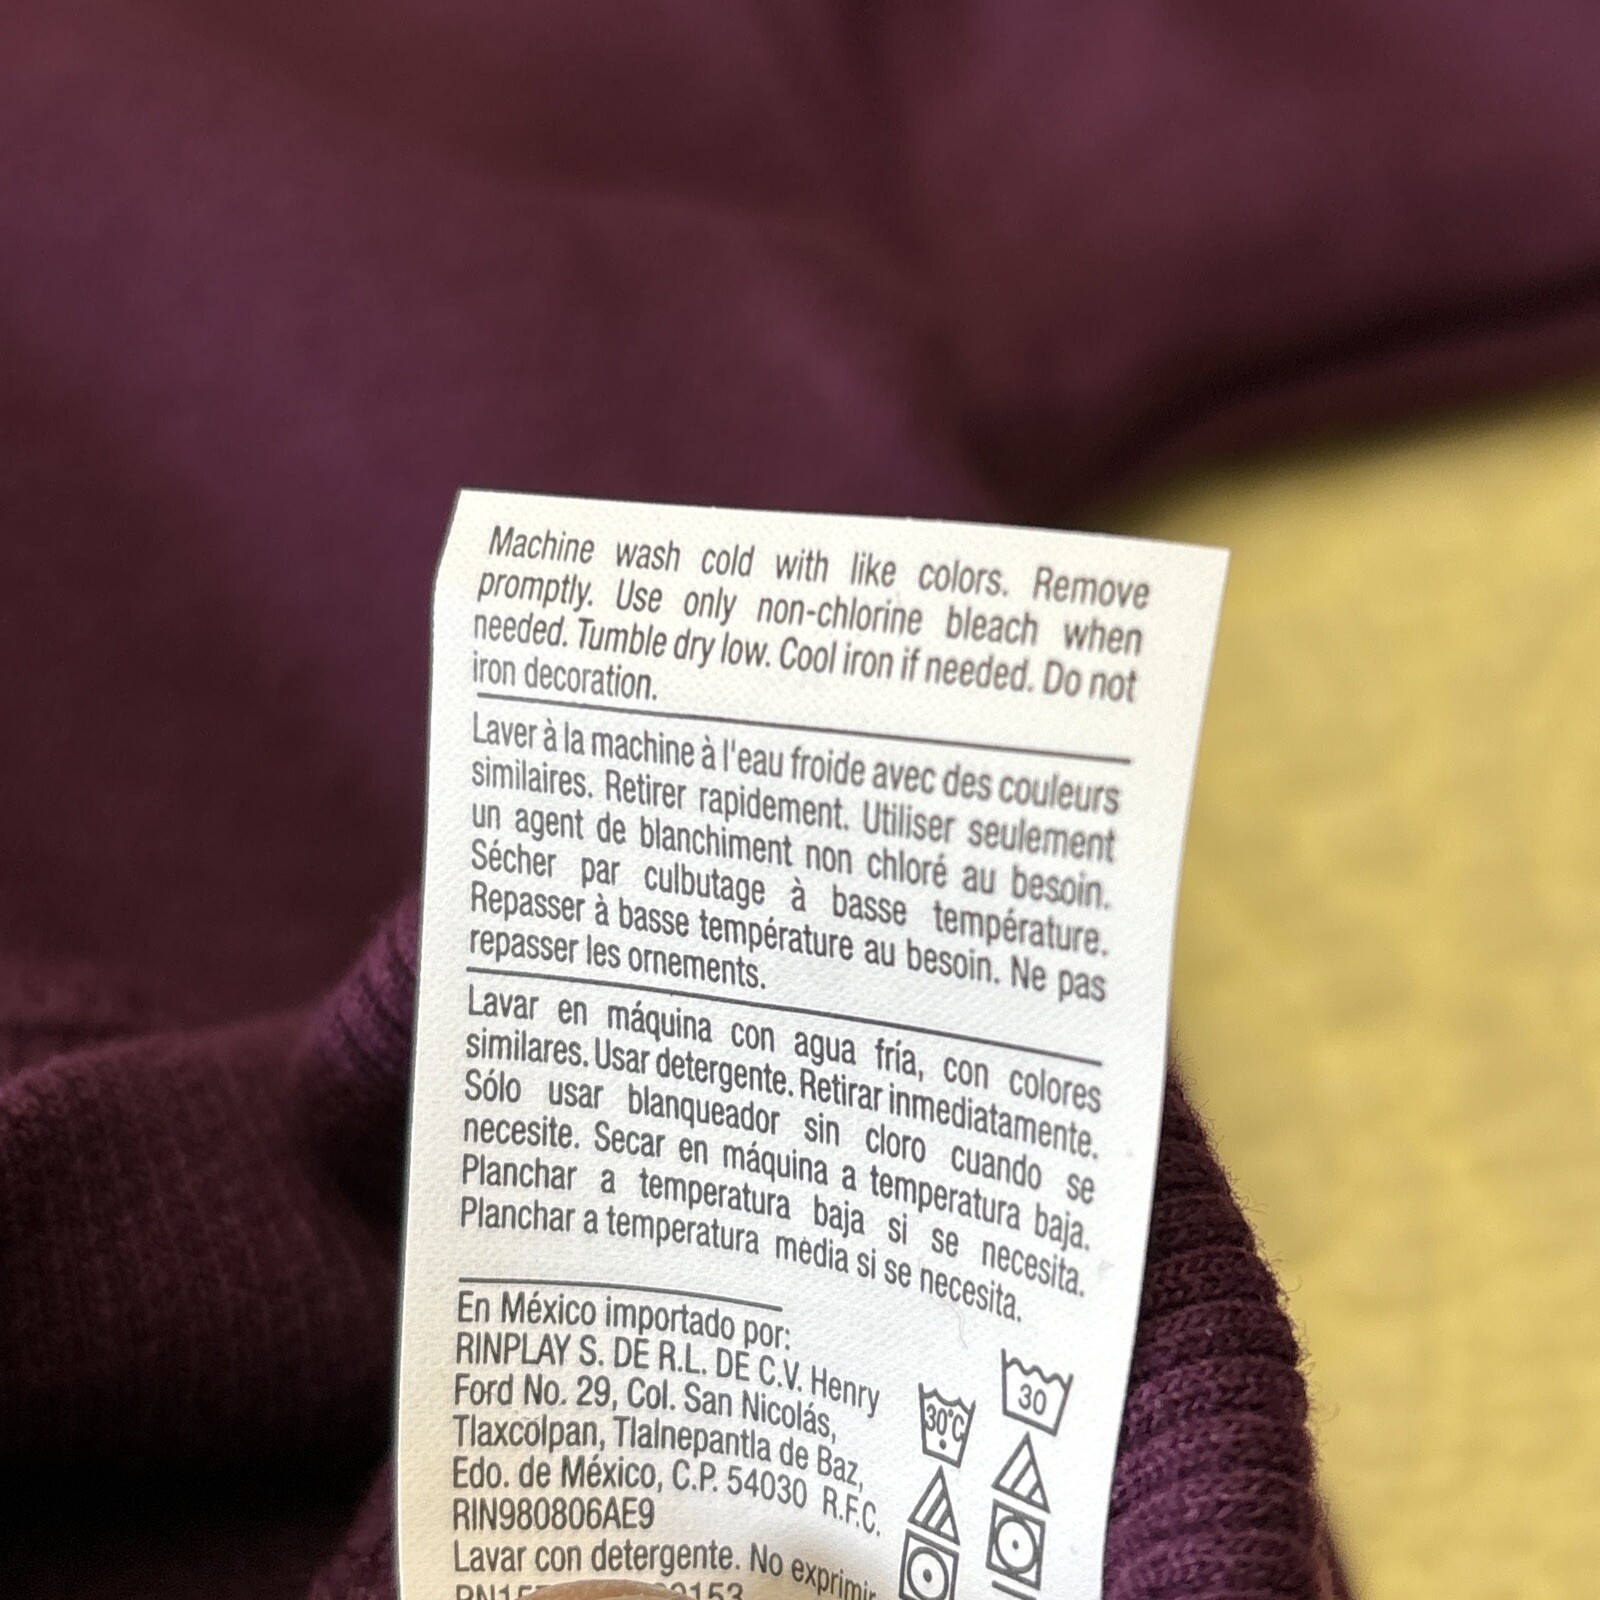 Machine wash cold with like colors. Remove
promptly. Use only non-chlorine bleach when
needed. Tumble dry low. Cool iron if needed. Do not
iron decoration.
Laver à la machine à l'eau froide avec des couleurs
similaires. Retirer rapidement. Utiliser seulement
un agent de blanchiment non chloré au besoin.
Sécher par culbutage à basse température.
Repasser à basse température au besoin. Ne pas
repasser les ornements.
Lavar en máquina con agua fría, con colores
similares. Usar detergente. Retirar inmediatamente.
Sólo usar blanqueador sin cloro cuando se
necesite. Secar en máquina a temperatura baja.
Planchar a temperatura baja si se necesita.
Planchar a temperatura media si se necesita.
En México importado por:
RINPLAY S. DE R.L. DE C.V. Henry
Ford No. 29, Col. San Nicolás,
Tlaxcolpan, Tlalnepantla de Baz,
Edo. de México, C.P. 54030 R.F.C.
RIN980806AE9
Lavar con detergente. No exprimir
30°C
30